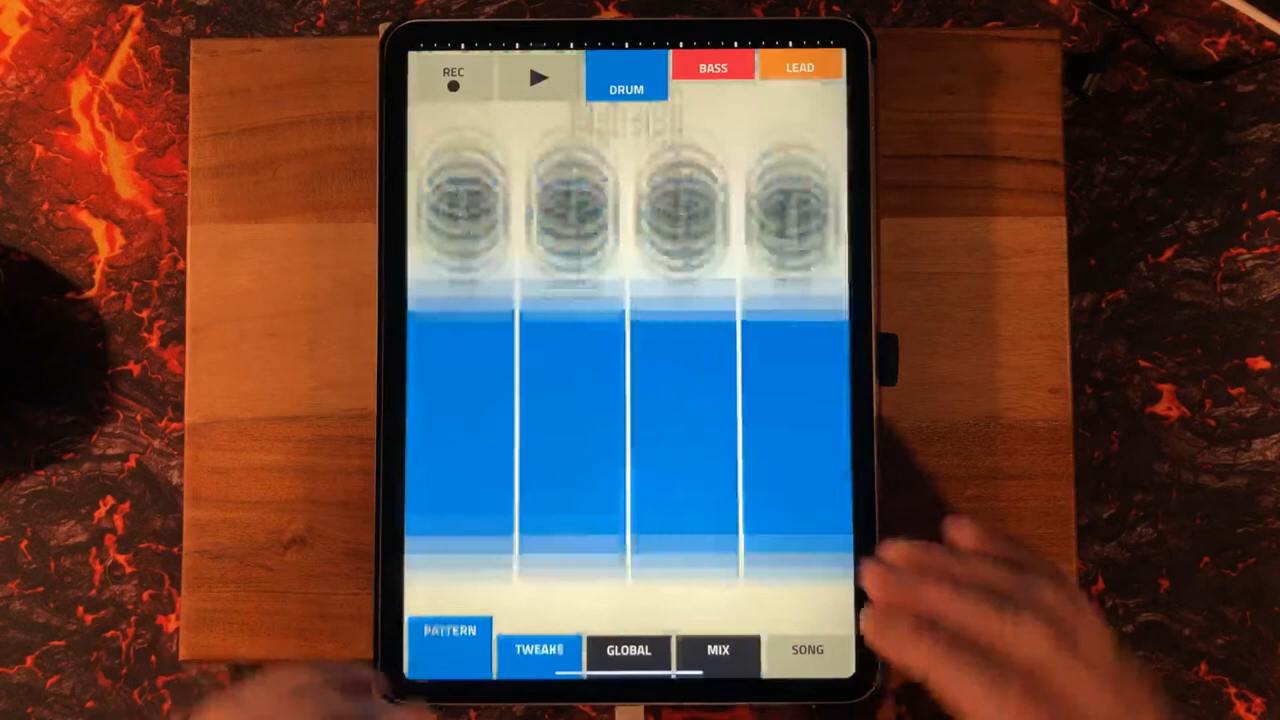 REC
DRUM
BASS
LEAD
PATTERN
TWEAKS
GLOBAL
MIX
SONG